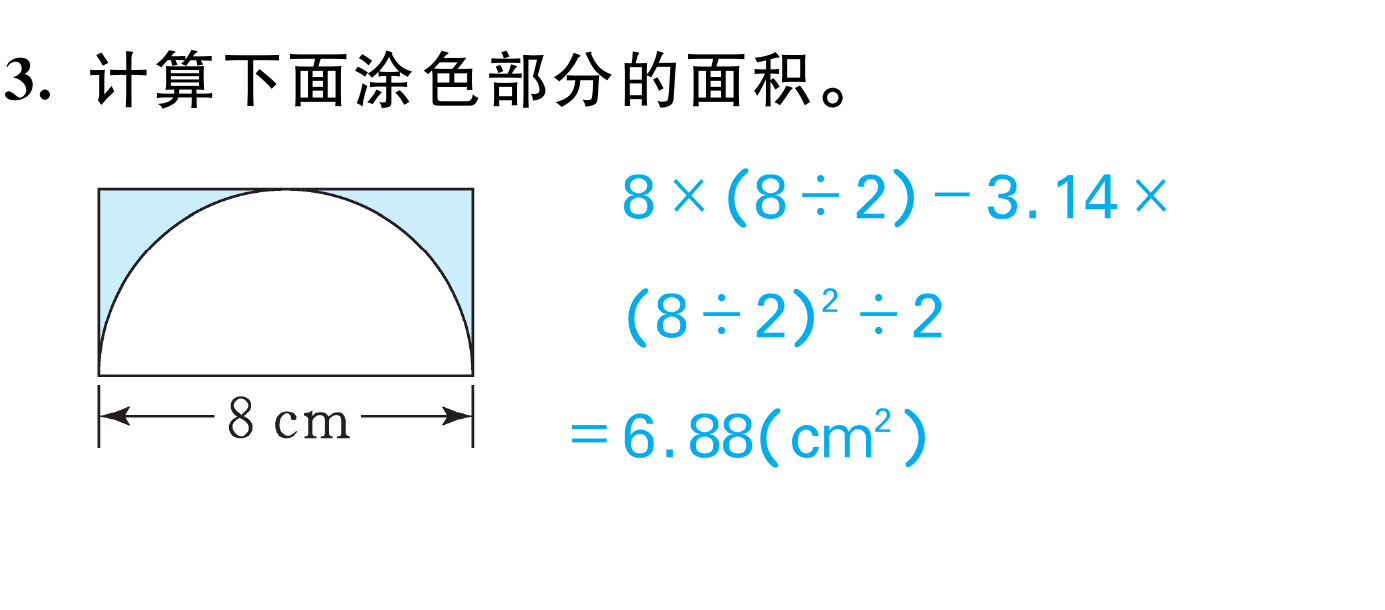 3. 计算下面涂色部分的面积。
8×(8÷2)－3.14×
(8÷2)²÷2
=6.88(cm²)
8 cm